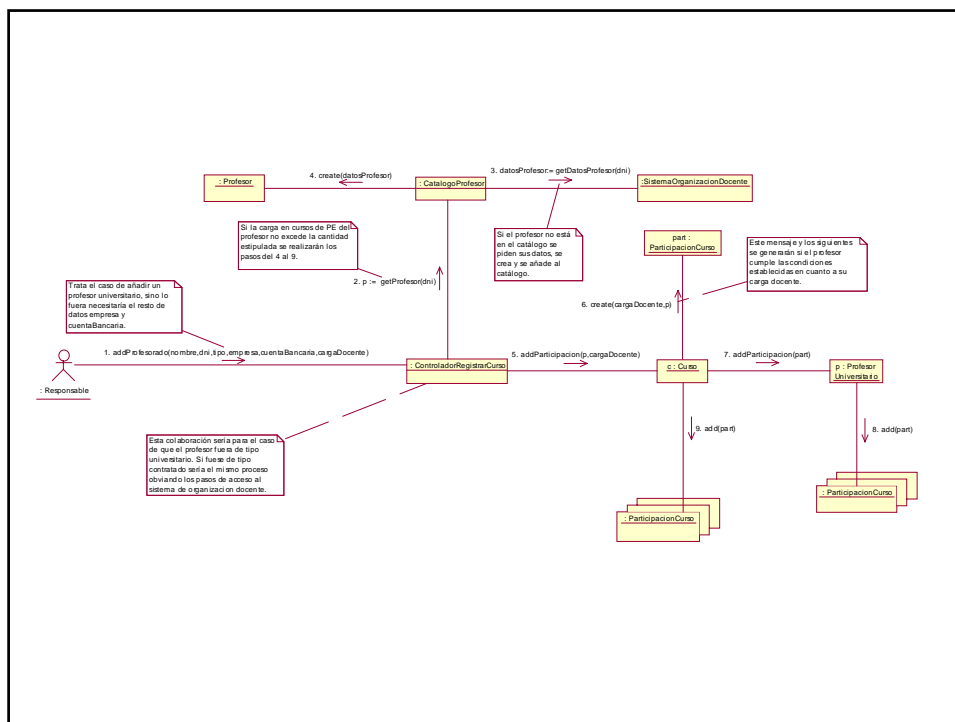 3. datosProfesor:= getDatosProfesor(dni)
4. create(datosProfesor)
: Profesor
: CatalogoProfesor
:SistemaOrganizacionDocente
Si la carga en cursos de PE del
profesor no excede la cantidad
estipulada se realizarán los
pasos del 4 al 9.
Si el profesor no está
en el catálogo se
piden sus datos, se
crea y se añade al
catálogo.
part :
ParticipacionCurso
Este mensaje y los siguientes
se generarán si el profesor
cumple las condiciones
establecidas en cuanto a su
carga docente.
2. p := getProfesor(dni)
Trata el caso de añadir un
profesor universitario, sino lo
fuera necesitaría el resto de
datos empresa y
cuentaBancaria.
6. create(cargaDocente,p)
1. addProfesorado(nombre,dni,tipo,empresa,cuentaBancaria,cargaDocente)
5. addParticipation(p,cargaDocente)
7. addParticipacion(part)
: Responsable
: ControladorRegistrarCurso
c : Curso
p : Profesor
Universitario
9. add(part)
8. add(part)
Esta colaboración sería para el caso
de que el profesor fuera de tipo
universitario. Si fuese de tipo
contratado sería el mismo proceso
obviando los pasos de acceso al
sistema de organizacion docente.
: ParticipacionCurso
: ParticipacionCurso